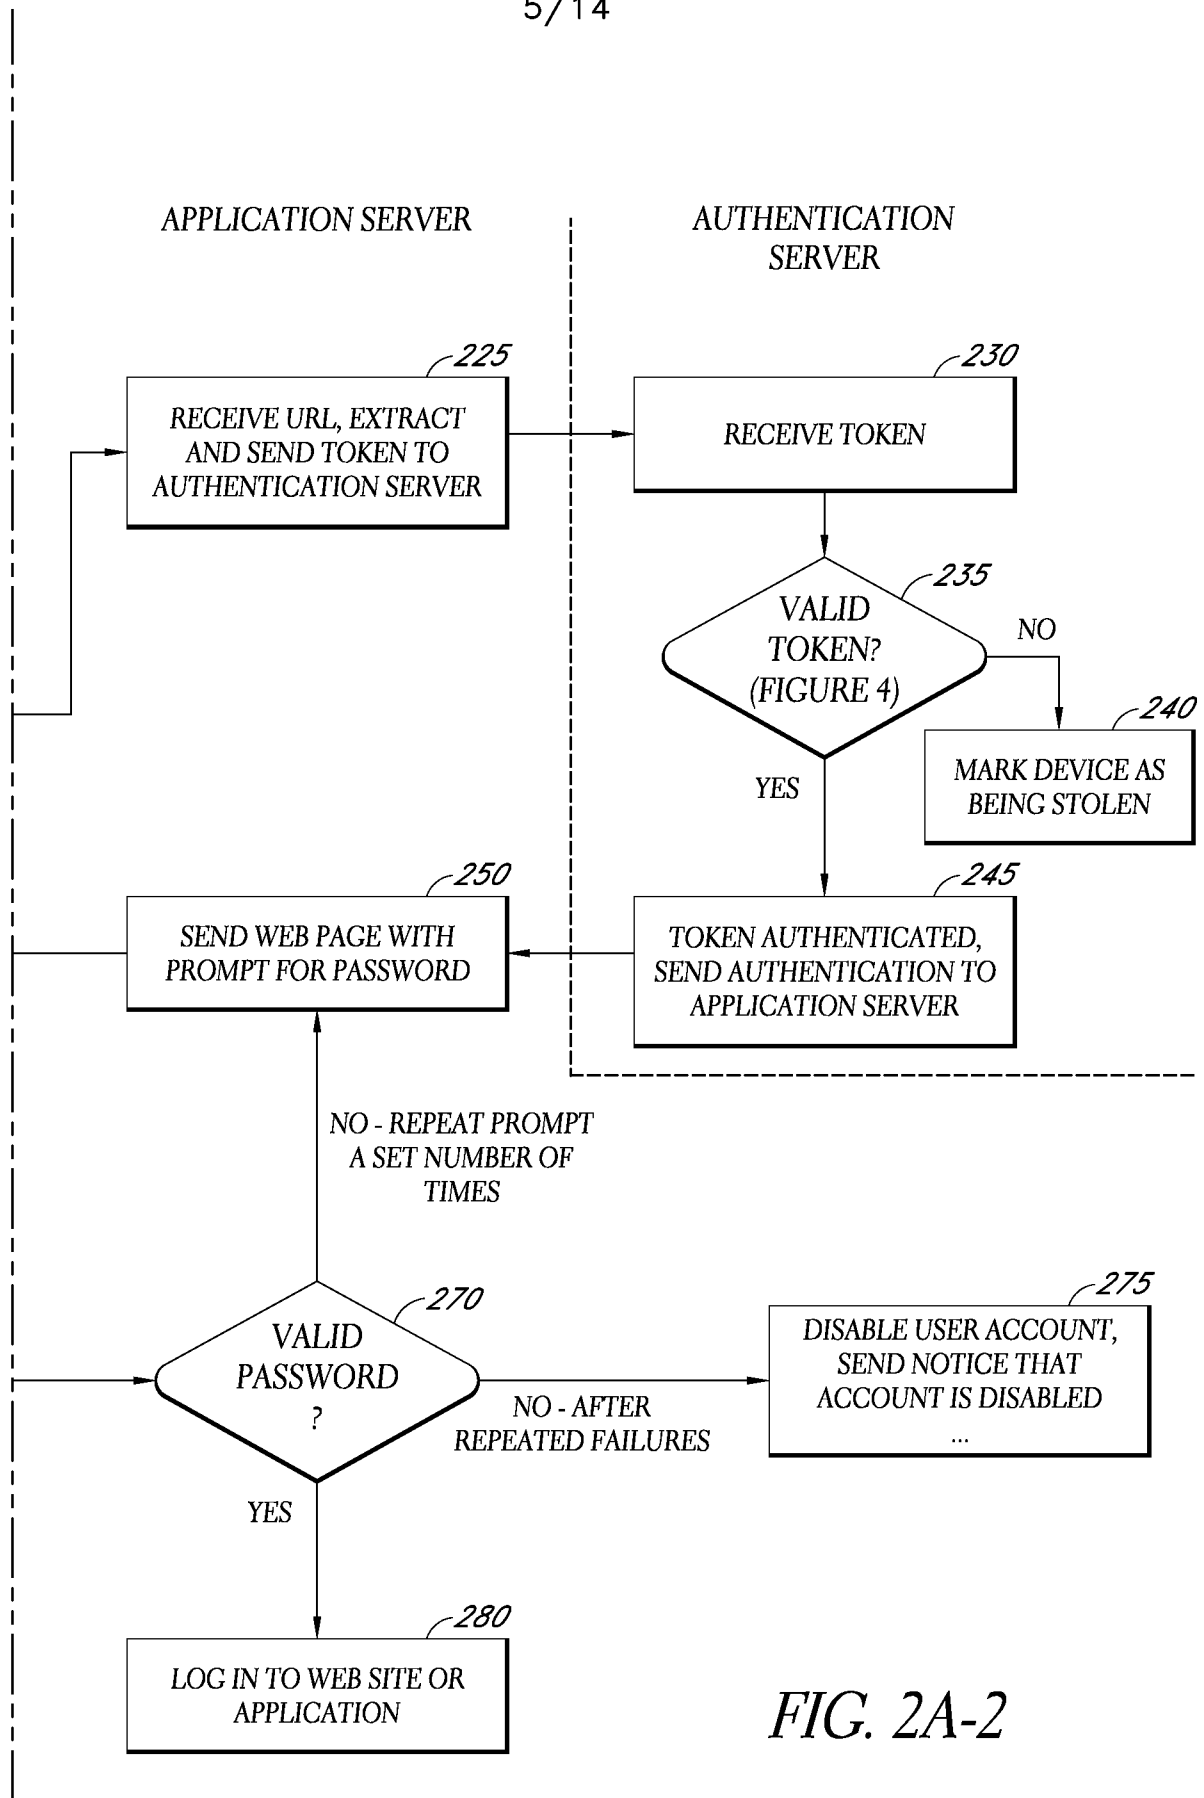 5/14
APPLICATION SERVER
AUTHENTICATION
SERVER
225
RECEIVE URL, EXTRACT
AND SEND TOKEN TO
AUTHENTICATION SERVER
230
RECEIVE TOKEN
235
VALID
TOKEN?
(FIGURE 4)
NO
240
MARK DEVICE AS
BEING STOLEN
YES
245
TOKEN AUTHENTICATED,
SEND AUTHENTICATION TO
APPLICATION SERVER
250
SEND WEB PAGE WITH
PROMPT FOR PASSWORD
NO - REPEAT PROMPT
A SET NUMBER OF
TIMES
270
VALID
PASSWORD
?
NO - AFTER
REPEATED FAILURES
275
DISABLE USER ACCOUNT,
SEND NOTICE THAT
ACCOUNT IS DISABLED
...
YES
280
LOG IN TO WEB SITE OR
APPLICATION
FIG. 2A-2